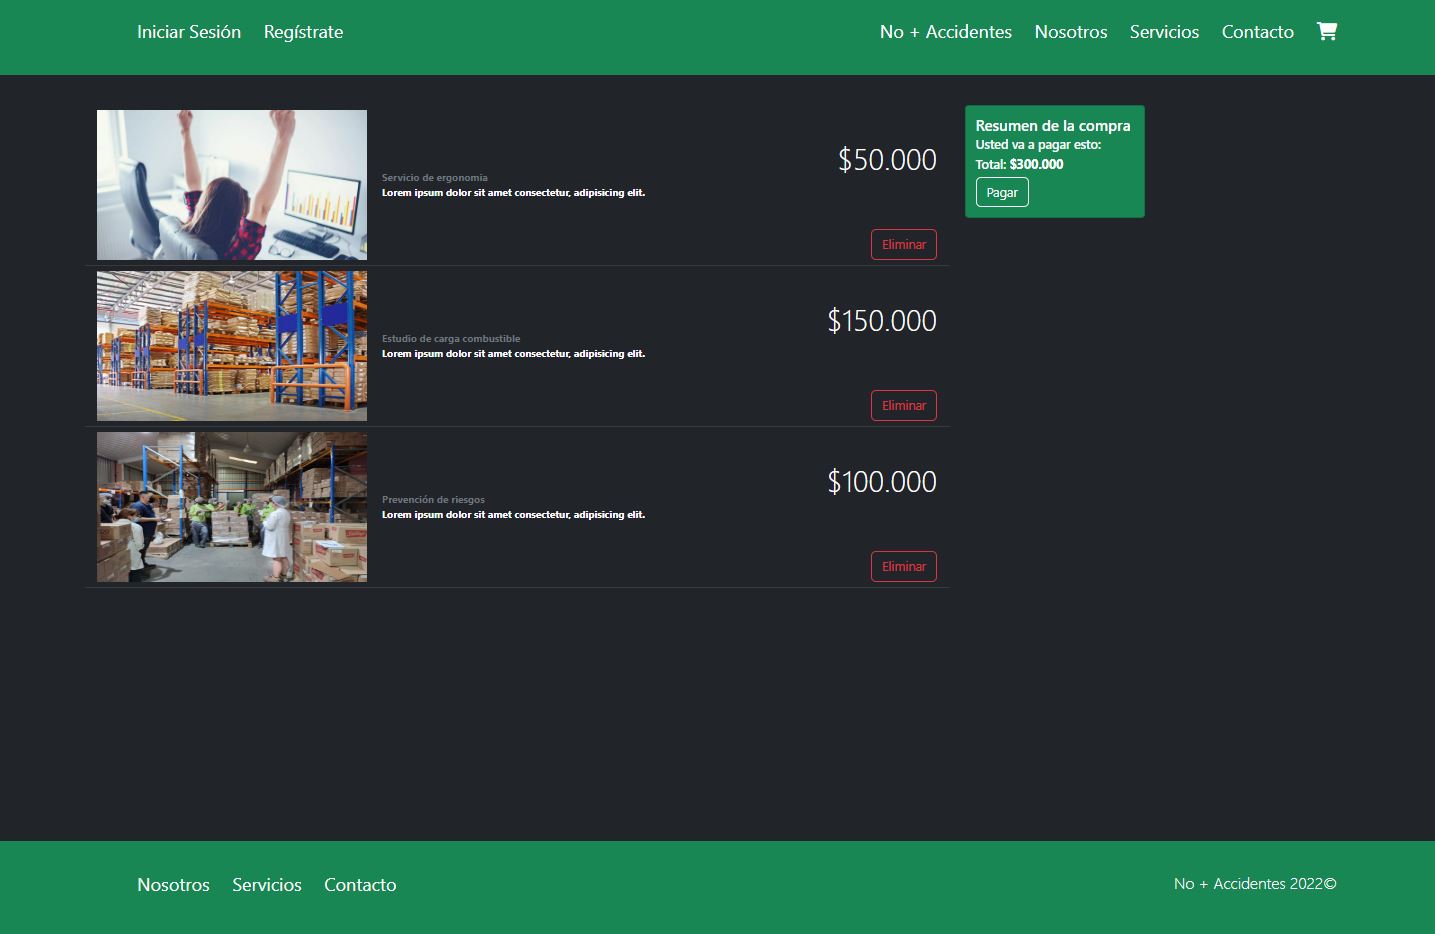 Iniciar Sesión Regístrate No + Accidentes Nosotros Servicios Contacto
Servicio de ergonomia
Lorem ipsum dolor sit amet consectetur, adipisicing elit.
$50.000
Eliminar
Estudio de carga combustible
Lorem ipsum dolor sit amet consectetur, adipisicing elit.
$150.000
Eliminar
Prevención de riesgos
Lorem ipsum dolor sit amet consectetur, adipisicing elit.
$100.000
Eliminar
Resumen de la compra
Usted va a pagar esto:
Total: $300.000
Pagar
Nosotros Servicios Contacto No + Accidentes 2022©